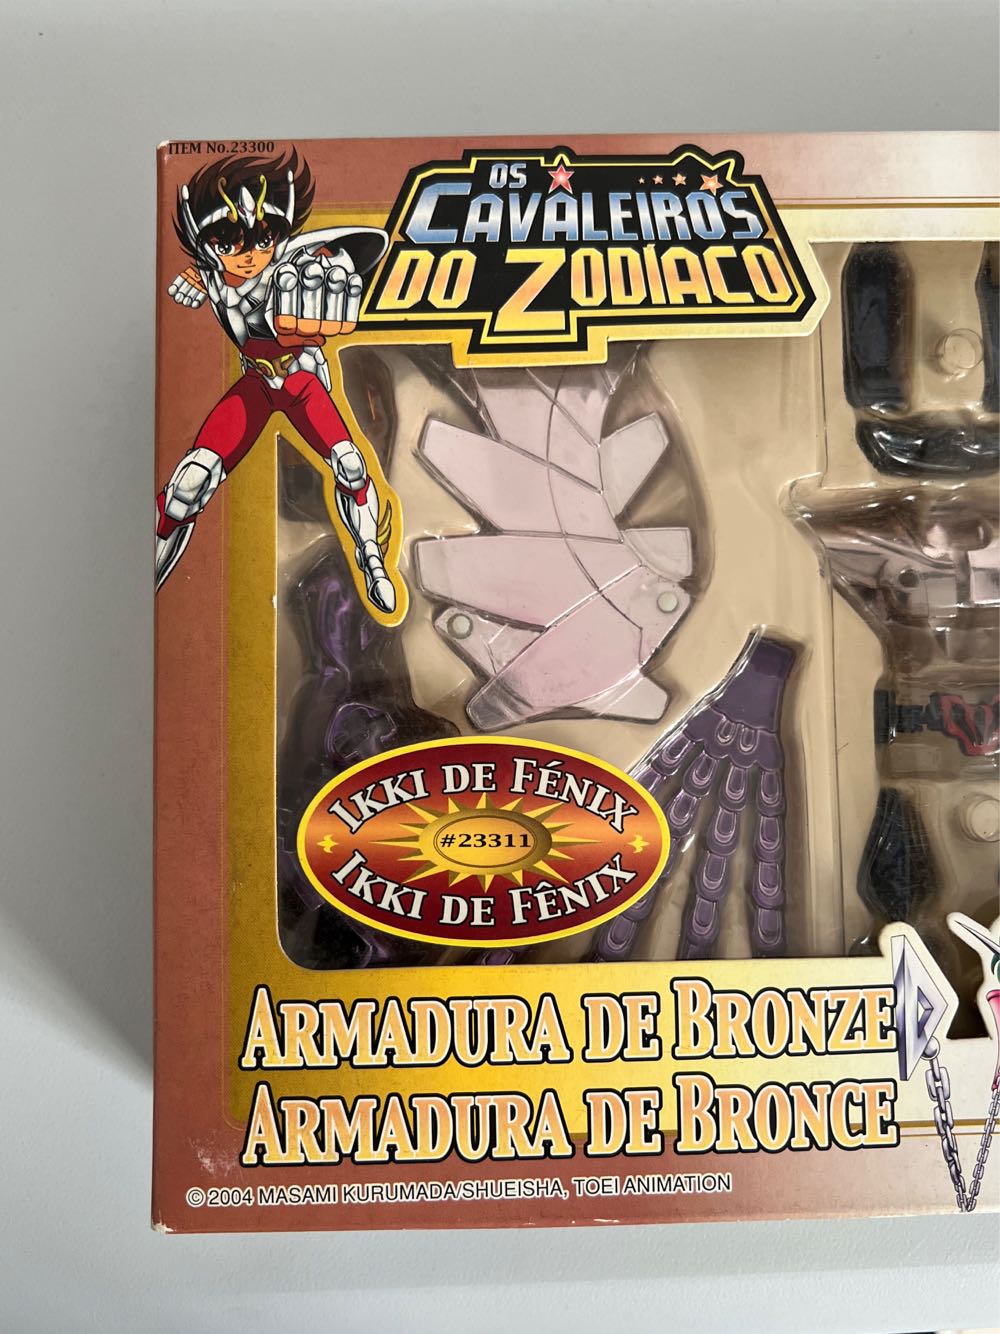 ITEM No.23300
OS
CAVALEIROS
DO ZODÍACO
IKKI DE FÉNIX
#23311
IKKI DE FÊNIX
ARMADURA DE BRONZE
ARMADURA DE BRONCE
© 2004 MASAMI KURUMADA/SHUEISHA, TOEI ANIMATION